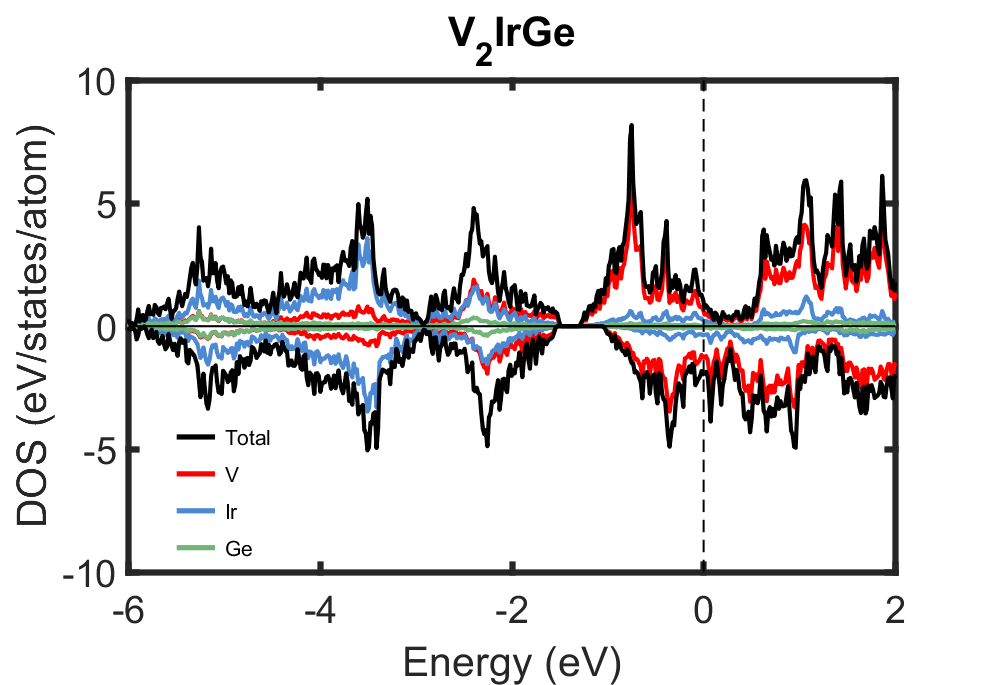 V₂IrGe
DOS (eV/states/atom)
10
5
0
-5
-10
Total
V
Ir
Ge
-6 -4 -2 0 2
Energy (eV)